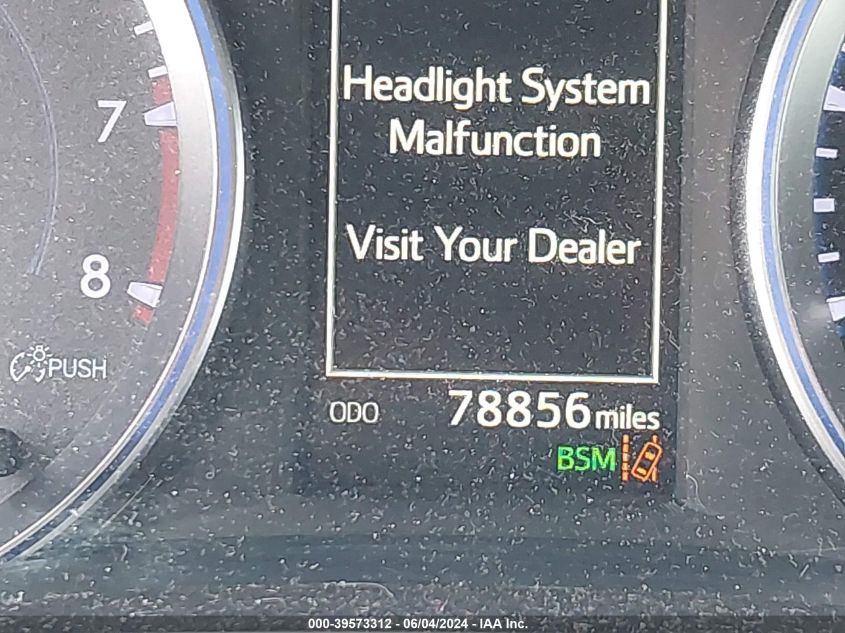 7
8
PUSH
Headlight System
Malfunction
Visit Your Dealer
ODO 78856 miles
BSM
000-39573312 - 06/04/2024 - IAA Inc.